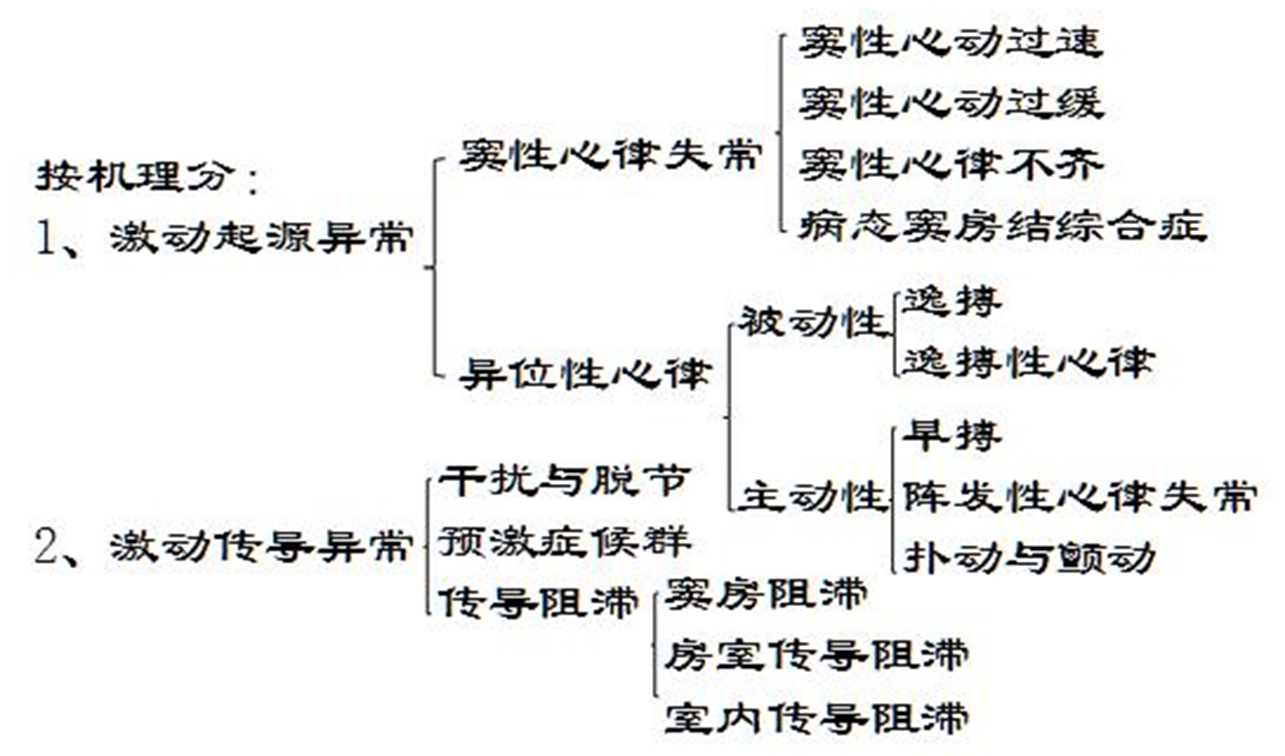 按机理分：
1、激动起源异常
窦性心律失常
窦性心动过速
窦性心动过缓
窦性心律不齐
病态窦房结综合症
异位性心律
被动性
逸搏
逸搏性心律
主动性
早搏
阵发性心律失常
扑动与颤动
2、激动传导异常
干扰与脱节
预激症候群
传导阻滞
窦房阻滞
房室传导阻滞
室内传导阻滞